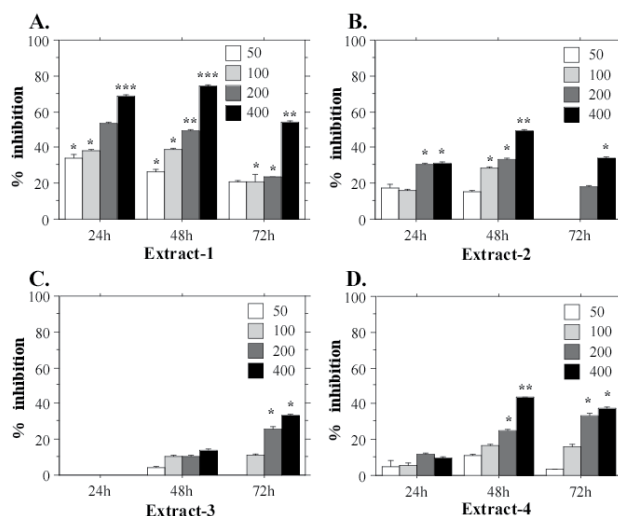 A.
100
80
60
40
20
0
% inhibition
50
100
200
400
* * ***
* * ** ***
* * **
24h 48h 72h
Extract-1
B.
100
80
60
40
20
0
% inhibition
50
100
200
400
* *
* * **
*
24h 48h 72h
Extract-2
C.
100
80
60
40
20
0
% inhibition
50
100
200
400
* *
24h 48h 72h
Extract-3
D.
100
80
60
40
20
0
% inhibition
50
100
200
400
* **
* *
24h 48h 72h
Extract-4